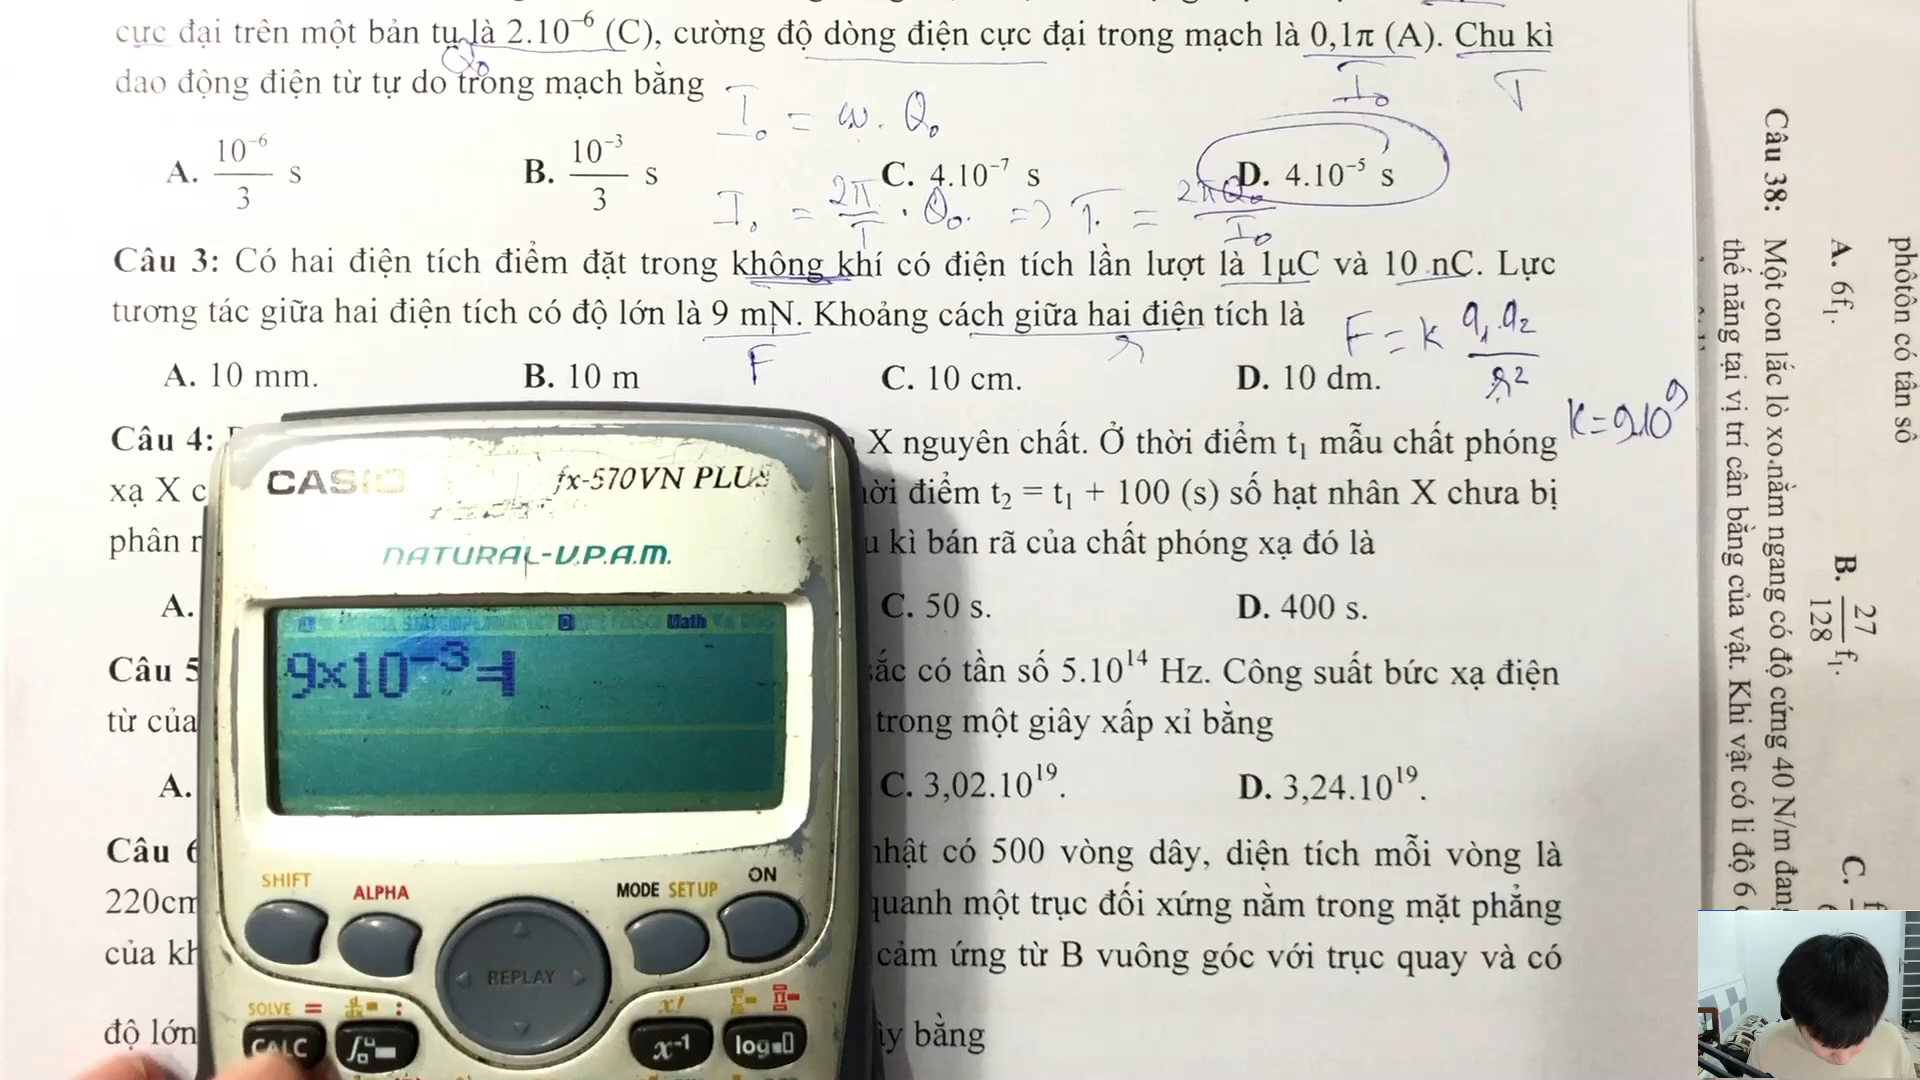 cực đại trên một bản tụ là 2.10⁻⁶ (C), cường độ dòng điện cực đại trong mạch là 0,1π (A). Chu kì
Q₀
I₀
T
dao động điện từ tự do trong mạch bằng
I₀ = ω. Q₀
A. 10⁻⁶/3 s B. 10⁻³/3 s C. 4.10⁻⁷ s D. 4.10⁻⁵ s
I₀ = 2π/T . Q₀. => T = 2πQ₀/I₀
Câu 3: Có hai điện tích điểm đặt trong không khí có điện tích lần lượt là 1μC và 10 nC. Lực
tương tác giữa hai điện tích có độ lớn là 9 mN. Khoảng cách giữa hai điện tích là
F
r
F = k q₁.q₂/r²
A. 10 mm. B. 10 m C. 10 cm. D. 10 dm.
k=9.10⁹
Câu 4:
X nguyên chất. Ở thời điểm t₁ mẫu chất phóng
xạ X c
ời điểm t₂ = t₁ + 100 (s) số hạt nhân X chưa bị
phân r
u kì bán rã của chất phóng xạ đó là
A. C. 50 s. D. 400 s.
Câu 5
sắc có tần số 5.10¹⁴ Hz. Công suất bức xạ điện
từ của
trong một giây xấp xỉ bằng
A. C. 3,02.10¹⁹. D. 3,24.10¹⁹.
Câu 6
nhật có 500 vòng dây, diện tích mỗi vòng là
220cm
quanh một trục đối xứng nằm trong mặt phẳng
của kh
cảm ứng từ B vuông góc với trục quay và có
độ lớn
ây bằng
CASIO fx-570VN PLUS
NATURAL-V.P.A.M.
D Math
9×10⁻³=
SHIFT ALPHA MODE SETUP ON
REPLAY
SOLVE = : x!
CALC x⁻¹ log
phôtôn có tần số
A. 6f₁. B. 27/128 f₁. C.
Câu 38: Một con lắc lò xo nằm ngang có độ cứng 40 N/m đang
thế năng tại vị trí cân bằng của vật. Khi vật có li độ 6